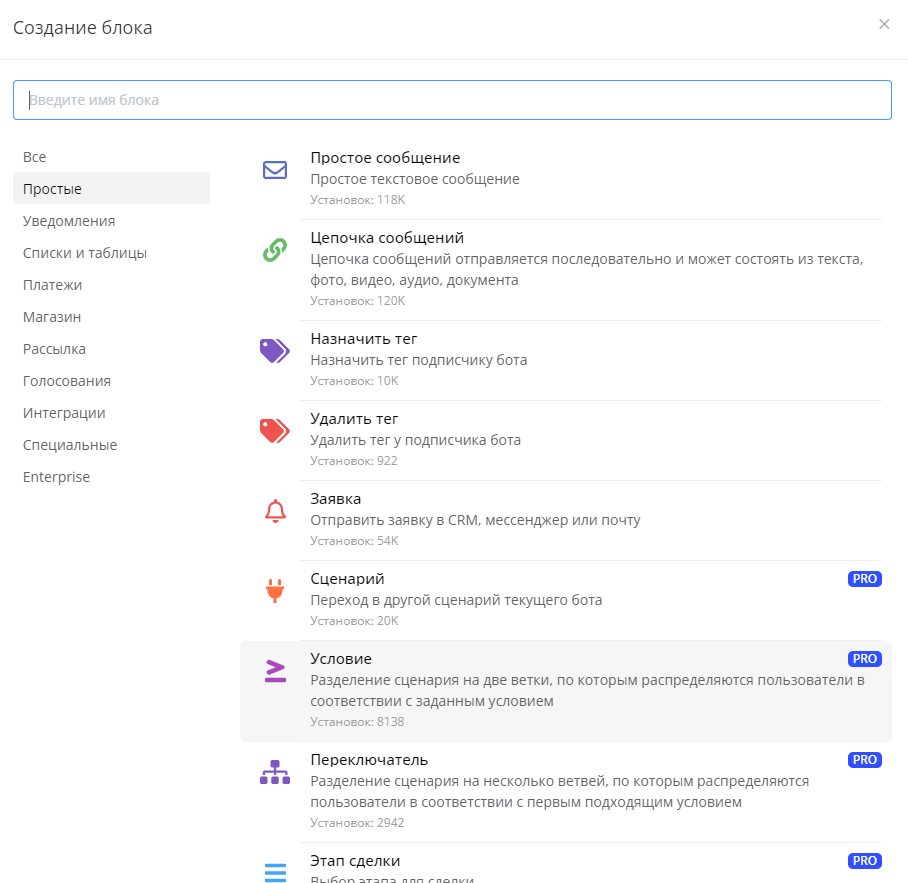 Создание блока
Введите имя блока
Все
Простые
Уведомления
Списки и таблицы
Платежи
Магазин
Рассылка
Голосования
Интеграции
Специальные
Enterprise
Простое сообщение
Простое текстовое сообщение
Установок: 118K
Цепочка сообщений
Цепочка сообщений отправляется последовательно и может состоять из текста,
фото, видео, аудио, документа
Установок: 120K
Назначить тег
Назначить тег подписчику бота
Установок: 10K
Удалить тег
Удалить тег у подписчика бота
Установок: 922
Заявка
Отправить заявку в CRM, мессенджер или почту
Установок: 54K
Сценарий PRO
Переход в другой сценарий текущего бота
Установок: 20K
Условие PRO
Разделение сценария на две ветки, по которым распределяются пользователи в
соответствии с заданным условием
Установок: 8138
Переключатель PRO
Разделение сценария на несколько ветвей, по которым распределяются
пользователи в соответствии с первым подходящим условием
Установок: 2942
Этап сделки PRO
Выбор этапа для сделки